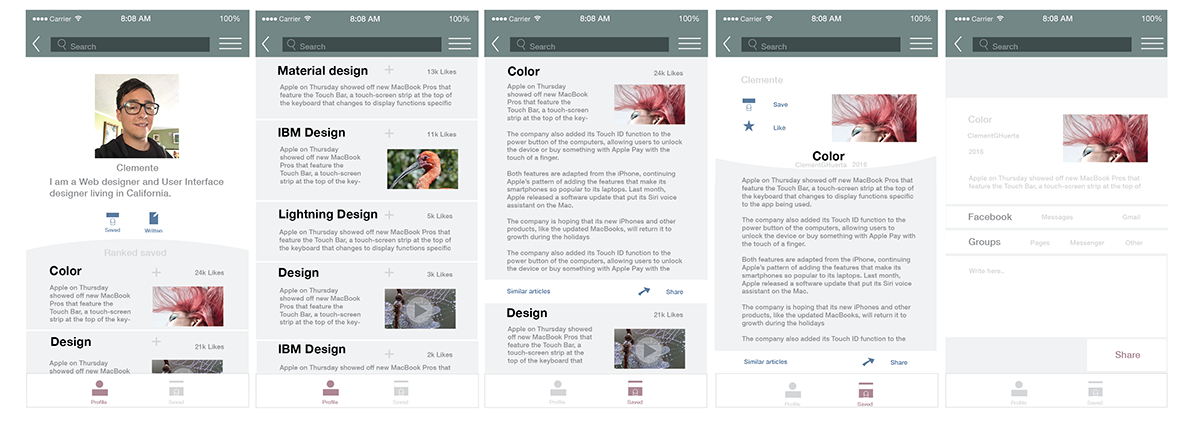 Carrier
8:08 AM
100%
Search
Clemente
I am a Web designer and User Interface
designer living in California.
Saved
Written
Ranked saved
Color
24k Likes
Apple on Thursday
showed off new MacBook
Pros that feature the
Touch Bar, a touch-screen
strip at the top of the key-
Design
21k Likes
Apple on Thursday
showed off new MacBook
Pros that feature the
Touch Bar, a touch-screen
Profile
Saved
Carrier
8:08 AM
100%
Search
Material design
13k Likes
Apple on Thursday showed off new MacBook Pros that
feature the Touch Bar, a touch-screen strip at the top of
the keyboard that changes to display functions specific
IBM Design
11k Likes
Apple on Thursday
showed off new MacBook
Pros that feature the
Touch Bar, a touch-screen
strip at the top of the key-
Lightning Design
5k Likes
Apple on Thursday showed off new MacBook Pros that
feature the Touch Bar, a touch-screen strip at the top of
the keyboard that changes to display functions specific
Design
3k Likes
Apple on Thursday
showed off new MacBook
Pros that feature the
Touch Bar, a touch-screen
strip at the top of the key-
IBM Design
2k Likes
Apple on Thursday showed off new MacBook Pros that
Profile
Saved
Carrier
8:08 AM
100%
Search
Color
24k Likes
Apple on Thursday
showed off new MacBook
Pros that feature the
Touch Bar, a touch-screen
strip at the top of the
keyboard that changes to
display functions specific
The company also added its Touch ID function to the
power button of the computers, allowing users to unlock
the device or buy something with Apple Pay with the
touch of a finger.
Both features are adapted from the iPhone, continuing
Apple's pattern of adding the features that make its
smartphones so popular to its laptops. Last month,
Apple released a software update that put its Siri voice
assistant on the Mac.
The company is hoping that its new iPhones and other
products, like the updated MacBooks, will return it to
growth during the holidays
The company also added its Touch ID function to the
power button of the computers, allowing users to unlock
the device or buy something with Apple Pay with the
Similar articles
Share
Design
21k Likes
Apple on Thursday showed
off new MacBook Pros that
feature the Touch Bar, a
touch-screen strip at the
top of the keyboard that
Profile
Saved
Carrier
8:08 AM
100%
Search
Clemente
Save
Like
Color
ClementGHuerta 2016
Apple on Thursday showed off new MacBook Pros that
feature the Touch Bar, a touch-screen strip at the top of
the keyboard that changes to display functions specific
to the app being used.
The company also added its Touch ID function to the
power button of the computers, allowing users to
unlock the device or buy something with Apple Pay with
the touch of a finger.
Both features are adapted from the iPhone, continuing
Apple's pattern of adding the features that make its
smartphones so popular to its laptops. Last month,
Apple released a software update that put its Siri voice
assistant on the Mac.
The company is hoping that its new iPhones and other
products, like the updated MacBooks, will return it to
growth during the holidays
The company also added its Touch ID function to the
Similar articles
Share
Profile
Saved
Carrier
8:08 AM
100%
Search
Color
ClementGHuerta
2016
Apple on Thursday showed off new MacBook Pros that
feature the Touch Bar, a touch-screen strip at the top of
Facebook
Messages
Gmail
Groups
Pages
Messenger
Other
Write here..
Share
Profile
Saved